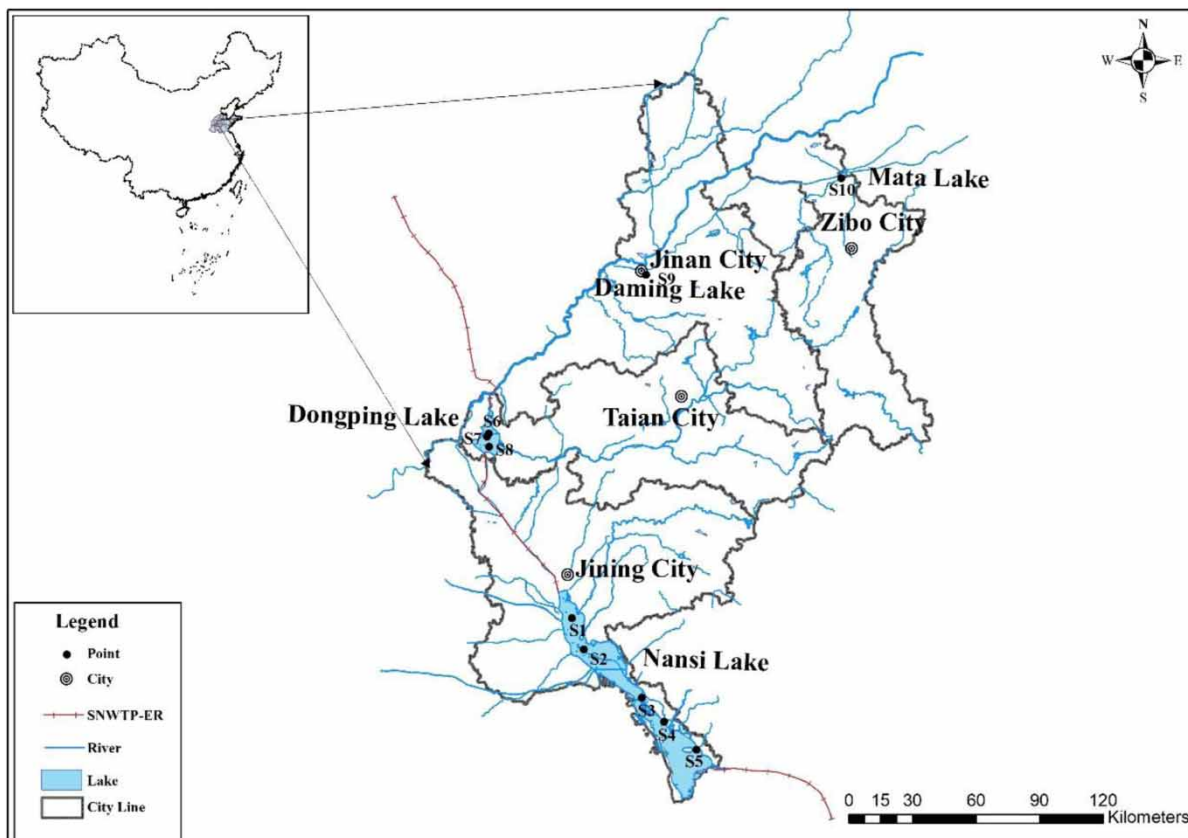 N
W E
S
S10 Mata Lake
Zibo City
Jinan City
S9
Daming Lake
Dongping Lake
S6
S7
S8
Taian City
Jining City
S1
S2
Nansi Lake
S3
S4
S5
Legend
Point
City
SNWTP-ER
River
Lake
City Line
0 15 30 60 90 120
Kilometers